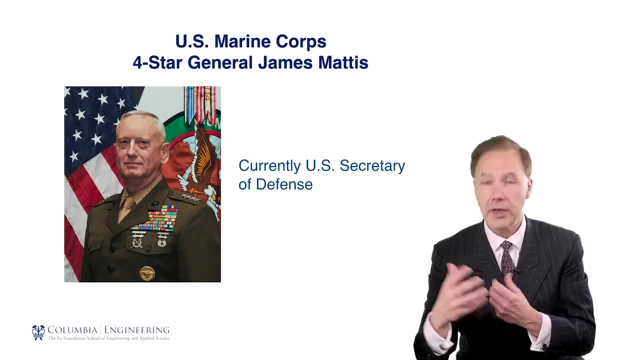 U.S. Marine Corps
4-Star General James Mattis
Currently U.S. Secretary
of Defense
COLUMBIA | ENGINEERING
The Fu Foundation School of Engineering and Applied Science